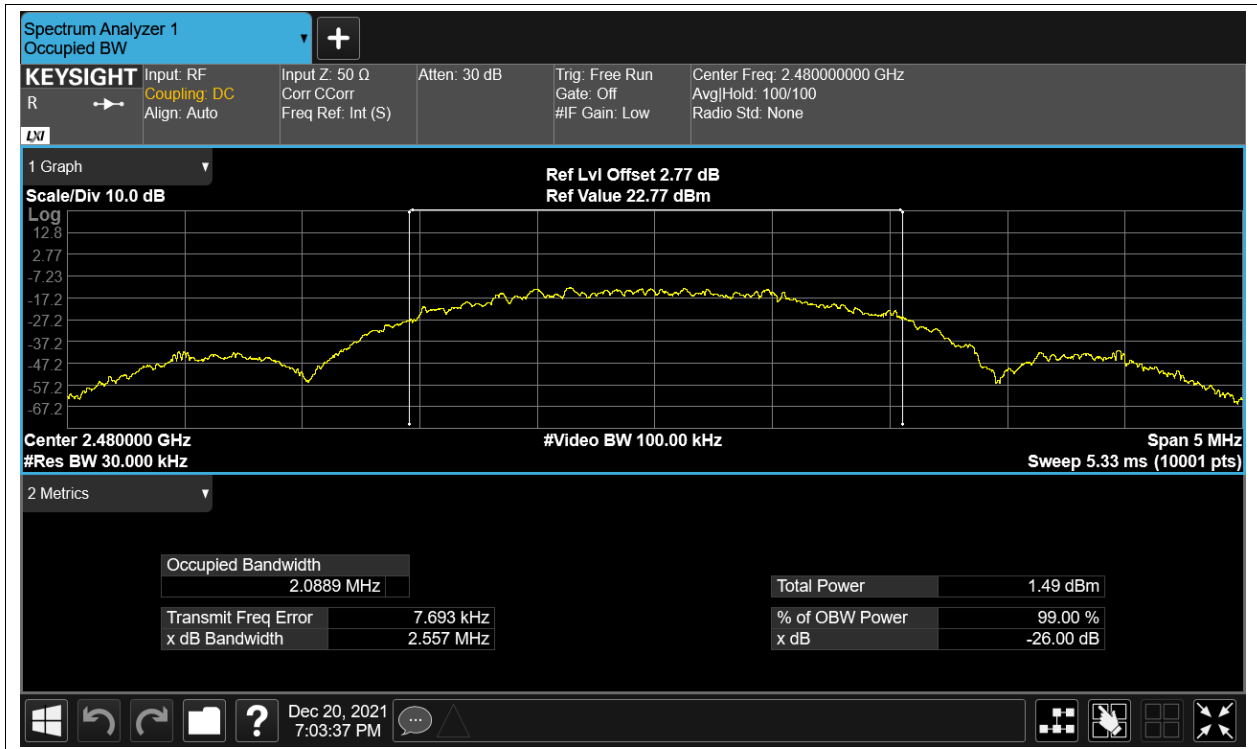 Spectrum Analyzer 1
Occupied BW
KEYSIGHT
R
LXI
Input: RF
Coupling: DC
Align: Auto
Input Z: 50 Ω
Corr CCorr
Freq Ref: Int (S)
Atten: 30 dB
Trig: Free Run
Gate: Off
#IF Gain: Low
Center Freq: 2.480000000 GHz
Avg|Hold: 100/100
Radio Std: None
1 Graph
Scale/Div 10.0 dB
Ref Lvl Offset 2.77 dB
Ref Value 22.77 dBm
Log
12.8
2.77
-7.23
-17.2
-27.2
-37.2
-47.2
-57.2
-67.2
Center 2.480000 GHz
#Video BW 100.00 kHz
Span 5 MHz
#Res BW 30.000 kHz
Sweep 5.33 ms (10001 pts)
2 Metrics
Occupied Bandwidth
2.0889 MHz
Transmit Freq Error 7.693 kHz
x dB Bandwidth 2.557 MHz
Total Power 1.49 dBm
% of OBW Power 99.00 %
x dB -26.00 dB
?
Dec 20, 2021
7:03:37 PM